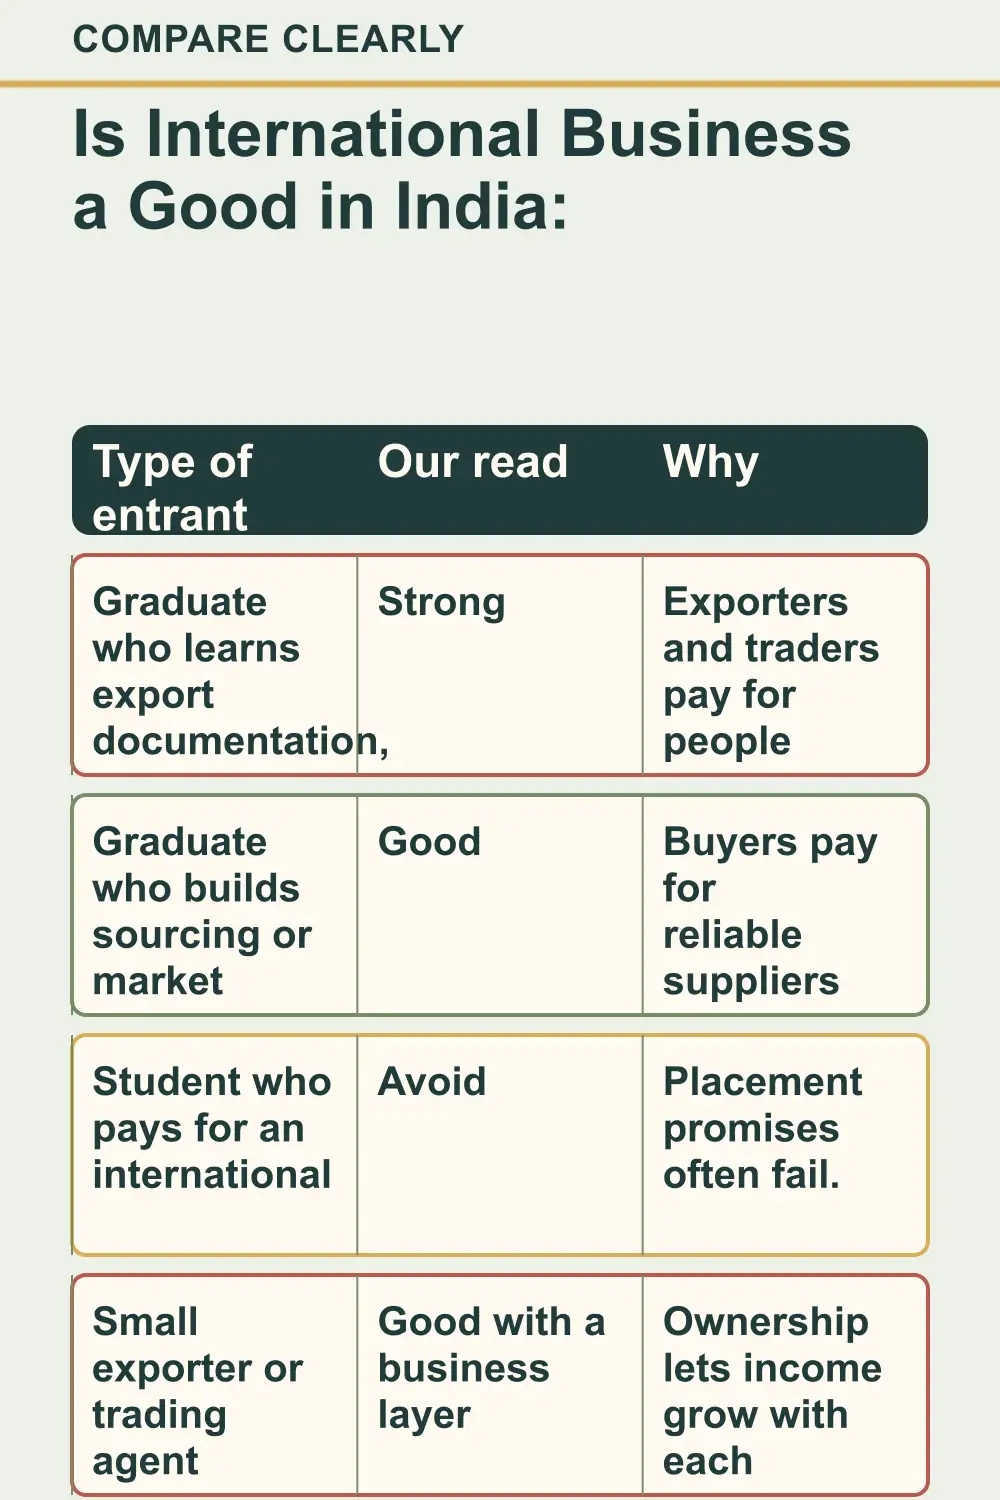 COMPARE CLEARLY
Is International Business
a Good in India:
Type of
entrant
Our read
Why
Graduate
who learns
export
documentation,
Strong
Exporters
and traders
pay for
people
Graduate
who builds
sourcing or
market
Good
Buyers pay
for
reliable
suppliers
Student who
pays for an
international
Avoid
Placement
promises
often fail.
Small
exporter or
trading
agent
Good with a
business
layer
Ownership
lets income
grow with
each